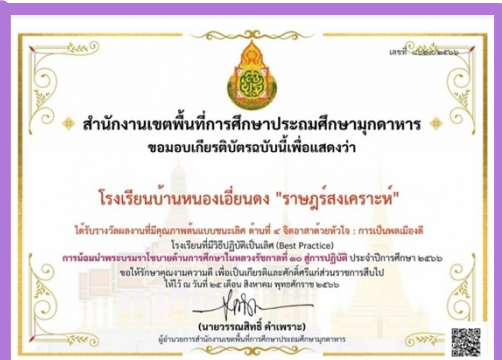 เลขที่ ๘๖๒๙/๒๕๖๖
สำนักงานเขตพื้นที่การศึกษาประถมศึกษามุกดาหาร
ขอมอบเกียรติบัตรฉบับนี้เพื่อแสดงว่า
โรงเรียนบ้านหนองเอี่ยนดง "ราษฎร์สงเคราะห์"
ได้รับรางวัลผลงานที่มีคุณภาพต้นแบบชนะเลิศ ด้านที่ ๔ จิตอาสาด้วยหัวใจ : การเป็นพลเมืองดี
โรงเรียนที่มีวิธีปฏิบัติเป็นเลิศ (Best Practice)
การน้อมนำพระบรมราโชบายด้านการศึกษาในหลวงรัชกาลที่ ๑๐ สู่การปฏิบัติ ประจำปีการศึกษา ๒๕๖๖
ขอให้รักษาคุณงามความดี เพื่อเป็นเกียรติและศักดิ์ศรีแก่ส่วนราชการสืบไป
ให้ไว้ ณ วันที่ ๒๕ เดือน สิงหาคม พุทธศักราช ๒๕๖๖
(นายวรรณสิทธิ์ คำเพราะ)
ผู้อำนวยการสำนักงานเขตพื้นที่การศึกษาประถมศึกษามุกดาหาร